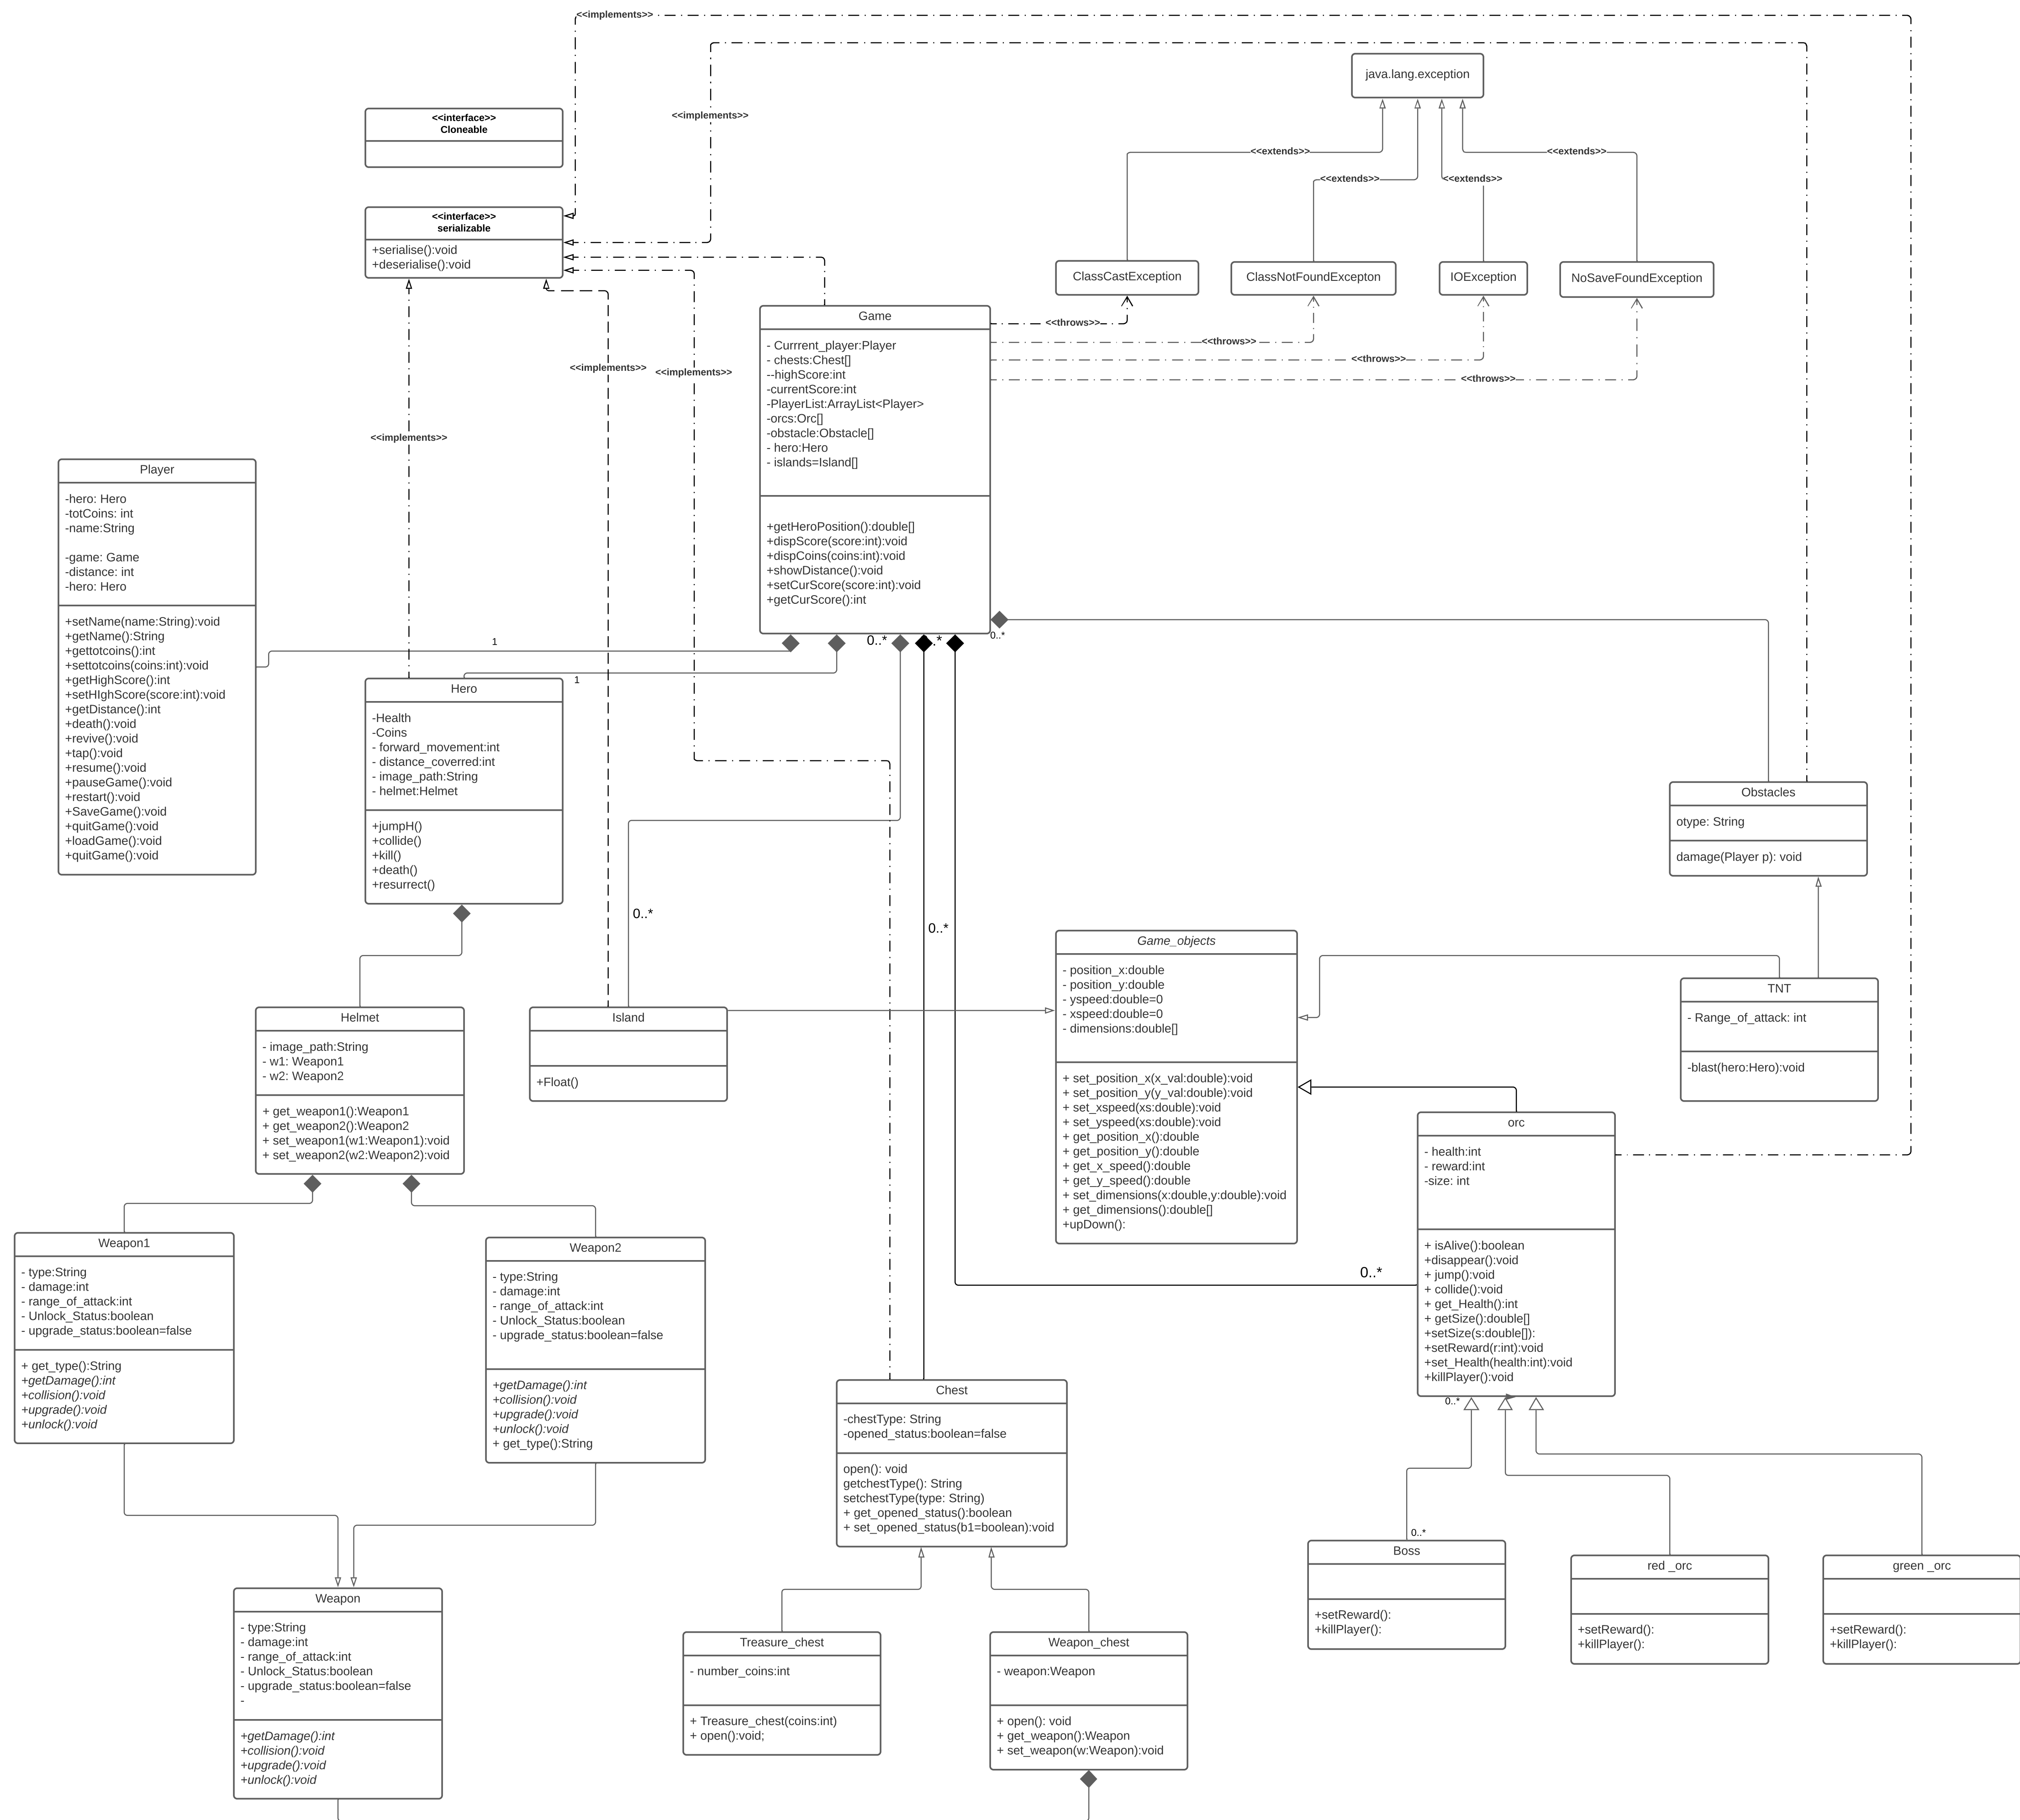 <<implements>>
java.lang.exception
<<implements>>
<<interface>>
Cloneable
<<extends>>
<<extends>>
<<extends>>
<<extends>>
<<interface>>
serializable
+serialise():void
+deserialise():void
ClassCastException
ClassNotFoundExcepton
IOException
NoSaveFoundException
<<throws>>
<<throws>>
<<throws>>
<<throws>>
<<implements>>
<<implements>>
<<implements>>
Game
- Currrent_player:Player
- chests:Chest[]
--highScore:int
-currentScore:int
-PlayerList:ArrayList<Player>
-orcs:Orc[]
-obstacle:Obstacle[]
- hero:Hero
- islands=Island[]
+getHeroPosition():double[]
+dispScore(score:int):void
+dispCoins(coins:int):void
+showDistance():void
+setCurScore(score:int):void
+getCurScore():int
Player
-hero: Hero
-totCoins: int
-name:String
-game: Game
-distance: int
-hero: Hero
+setName(name:String):void
+getName():String
+gettotcoins():int
+settotcoins(coins:int):void
+getHighScore():int
+setHIghScore(score:int):void
+getDistance():int
+death():void
+revive():void
+tap():void
+resume():void
+pauseGame():void
+restart():void
+SaveGame():void
+quitGame():void
+loadGame():void
+quitGame():void
1
0..*
.*
0..*
1
Hero
-Health
-Coins
- forward_movement:int
- distance_coverred:int
- image_path:String
- helmet:Helmet
+jumpH()
+collide()
+kill()
+death()
+resurrect()
Obstacles
otype: String
damage(Player p): void
0..*
0..*
Game_objects
- position_x:double
- position_y:double
- yspeed:double=0
- xspeed:double=0
- dimensions:double[]
+ set_position_x(x_val:double):void
+ set_position_y(y_val:double):void
+ set_xspeed(xs:double):void
+ set_yspeed(xs:double):void
+ get_position_x():double
+ get_position_y():double
+ get_x_speed():double
+ get_y_speed():double
+ set_dimensions(x:double,y:double):void
+ get_dimensions():double[]
+upDown():
TNT
- Range_of_attack: int
-blast(hero:Hero):void
Helmet
- image_path:String
- w1: Weapon1
- w2: Weapon2
+ get_weapon1():Weapon1
+ get_weapon2():Weapon2
+ set_weapon1(w1:Weapon1):void
+ set_weapon2(w2:Weapon2):void
Island
+Float()
orc
- health:int
- reward:int
-size: int
+ isAlive():boolean
+disappear():void
+ jump():void
+ collide():void
+ get_Health():int
+ getSize():double[]
+setSize(s:double[]):
+setReward(r:int):void
+set_Health(health:int):void
+killPlayer():void
0..*
0..*
Weapon1
- type:String
- damage:int
- range_of_attack:int
- Unlock_Status:boolean
- upgrade_status:boolean=false
+ get_type():String
+getDamage():int
+collision():void
+upgrade():void
+unlock():void
Weapon2
- type:String
- damage:int
- range_of_attack:int
- Unlock_Status:boolean
- upgrade_status:boolean=false
+getDamage():int
+collision():void
+upgrade():void
+unlock():void
+ get_type():String
Chest
-chestType: String
-opened_status:boolean=false
open(): void
getchestType(): String
setchestType(type: String)
+ get_opened_status():boolean
+ set_opened_status(b1=boolean):void
0..*
Boss
+setReward():
+killPlayer():
red _orc
+setReward():
+killPlayer():
green _orc
+setReward():
+killPlayer():
Weapon
- type:String
- damage:int
- range_of_attack:int
- Unlock_Status:boolean
- upgrade_status:boolean=false
-
+getDamage():int
+collision():void
+upgrade():void
+unlock():void
Treasure_chest
- number_coins:int
+ Treasure_chest(coins:int)
+ open():void;
Weapon_chest
- weapon:Weapon
+ open(): void
+ get_weapon():Weapon
+ set_weapon(w:Weapon):void